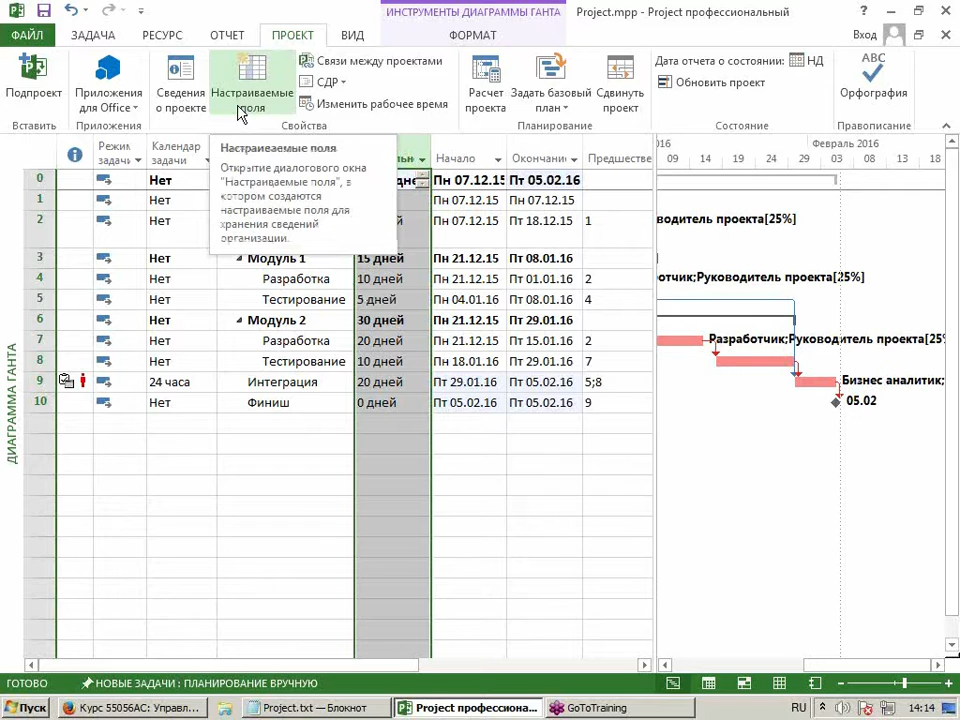 ИНСТРУМЕНТЫ ДИАГРАММЫ ГАНТА
Project.mpp - Project профессиональный
ФАЙЛ ЗАДАЧА РЕСУРС ОТЧЕТ ПРОЕКТ ВИД ФОРМАТ Вход
Подпроект
Приложения для Office
Сведения о проекте
Настраиваемые поля
Связи между проектами
СДР
Изменить рабочее время
Расчет проекта
Задать базовый план
Сдвинуть проект
Дата отчета о состоянии: НД
Обновить проект
ABC
Орфография
Вставить Приложения Свойства Планирование Состояние Правописание
Настраиваемые поля
Открытие диалогового окна
"Настраиваемые поля", в
котором создаются
настраиваемые поля для
хранения сведений
организации.
Режим задачи Календарь задачи Начало Окончани Предшестве
016 Февраль 2016
09 14 19 24 29 03 08 13 18
0 Нет Пн 07.12.15 Пт 05.02.16
1 Нет Пн 07.12.15 Пн 07.12.15
2 Нет Пн 07.12.15 Пт 18.12.15 1 водитель проекта[25%]
3 Нет Модуль 1 15 дней Пн 21.12.15 Пт 08.01.16
4 Нет Разработка 10 дней Пн 21.12.15 Пт 01.01.16 2 отчик;Руководитель проекта[25%]
5 Нет Тестирование 5 дней Пн 04.01.16 Пт 08.01.16 4
6 Нет Модуль 2 30 дней Пн 21.12.15 Пт 29.01.16
7 Нет Разработка 20 дней Пн 21.12.15 Пт 15.01.16 2 Разработчик;Руководитель проекта[25%
8 Нет Тестирование 10 дней Пн 18.01.16 Пт 29.01.16 7
9 24 часа Интеграция 20 дней Пт 29.01.16 Пт 05.02.16 5;8 Бизнес аналитик;
10 Нет Финиш 0 дней Пт 05.02.16 Пт 05.02.16 9 05.02
ДИАГРАММА ГАНТА
ГОТОВО НОВЫЕ ЗАДАЧИ : ПЛАНИРОВАНИЕ ВРУЧНУЮ
Пуск Курс 55056AC: Управл... Project.txt — Блокнот Project профессиона... GoToTraining RU 14:14